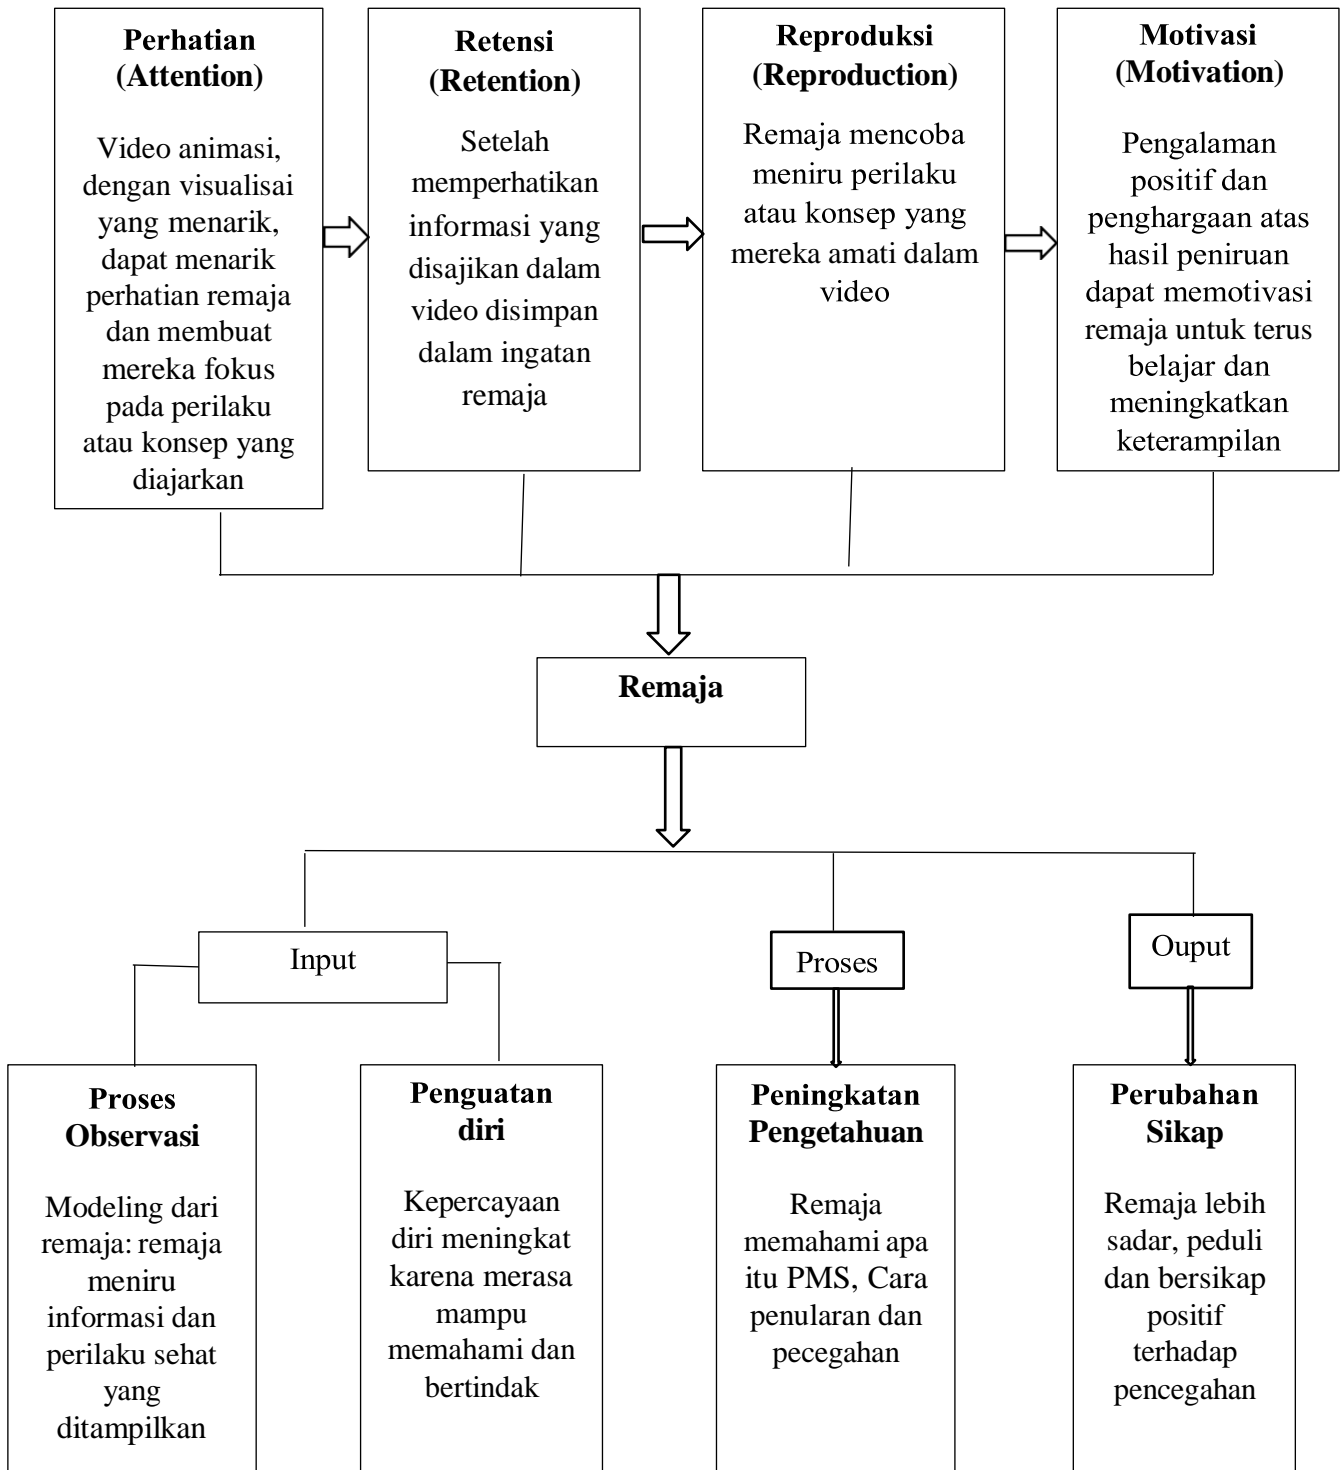 Perhatian
(Attention)
Video animasi,
dengan visualisai
yang menarik,
dapat menarik
perhatian remaja
dan membuat
mereka fokus
pada perilaku
atau konsep yang
diajarkan
Retensi
(Retention)
Setelah
memperhatikan
informasi yang
disajikan dalam
video disimpan
dalam ingatan
remaja
Reproduksi
(Reproduction)
Remaja mencoba
meniru perilaku
atau konsep yang
mereka amati dalam
video
Motivasi
(Motivation)
Pengalaman
positif dan
penghargaan atas
hasil peniruan
dapat memotivasi
remaja untuk terus
belajar dan
meningkatkan
keterampilan
Remaja
Input
Proses
Ouput
Proses
Observasi
Modeling dari
remaja: remaja
meniru
informasi dan
perilaku sehat
yang
ditampilkan
Penguatan
diri
Kepercayaan
diri meningkat
karena merasa
mampu
memahami dan
bertindak
Peningkatan
Pengetahuan
Remaja
memahami apa
itu PMS, Cara
penularan dan
pecegahan
Perubahan
Sikap
Remaja lebih
sadar, peduli
dan bersikap
positif
terhadap
pencegahan